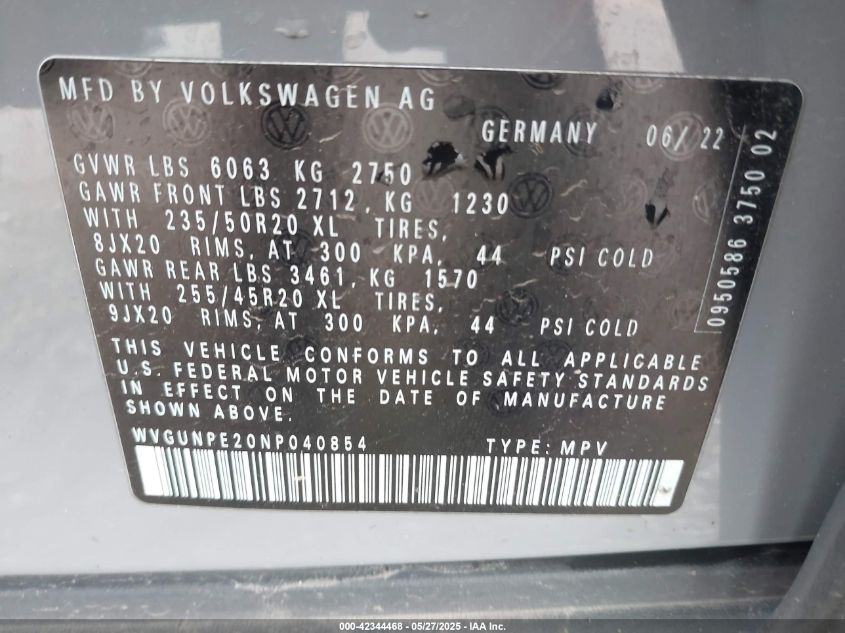 MFD BY VOLKSWAGEN AG
GERMANY 06/22
GVWR LBS 6063 KG 2750
GAWR FRONT LBS 2712, KG 1230
WITH 235/50R20 XL TIRES,
8JX20 RIMS, AT 300 KPA, 44 PSI COLD
GAWR REAR LBS 3461, KG 1570
WITH 255/45R20 XL TIRES,
9JX20 RIMS, AT 300 KPA, 44 PSI COLD
THIS VEHICLE CONFORMS TO ALL APPLICABLE
U.S. FEDERAL MOTOR VEHICLE SAFETY STANDARDS
IN EFFECT ON THE DATE OF MANUFACTURE
SHOWN ABOVE.
WVGUNPE20NP040854 TYPE: MPV
0950586 3750 02
000-42344468 - 05/27/2025 - IAA Inc.